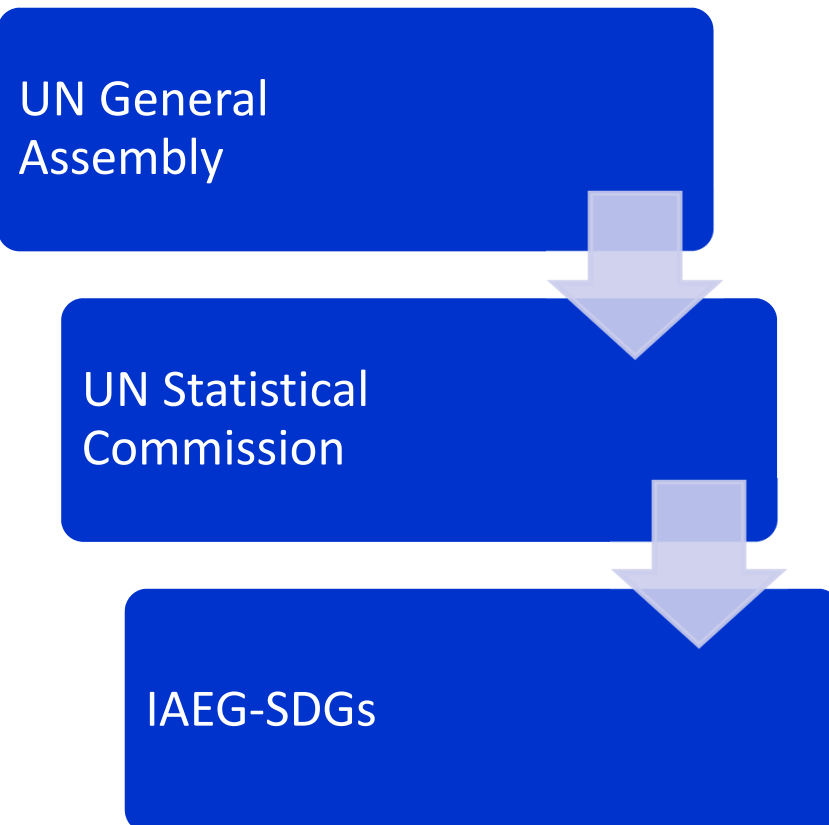 UN General
Assembly
UN Statistical
Commission
IAEG-SDGs